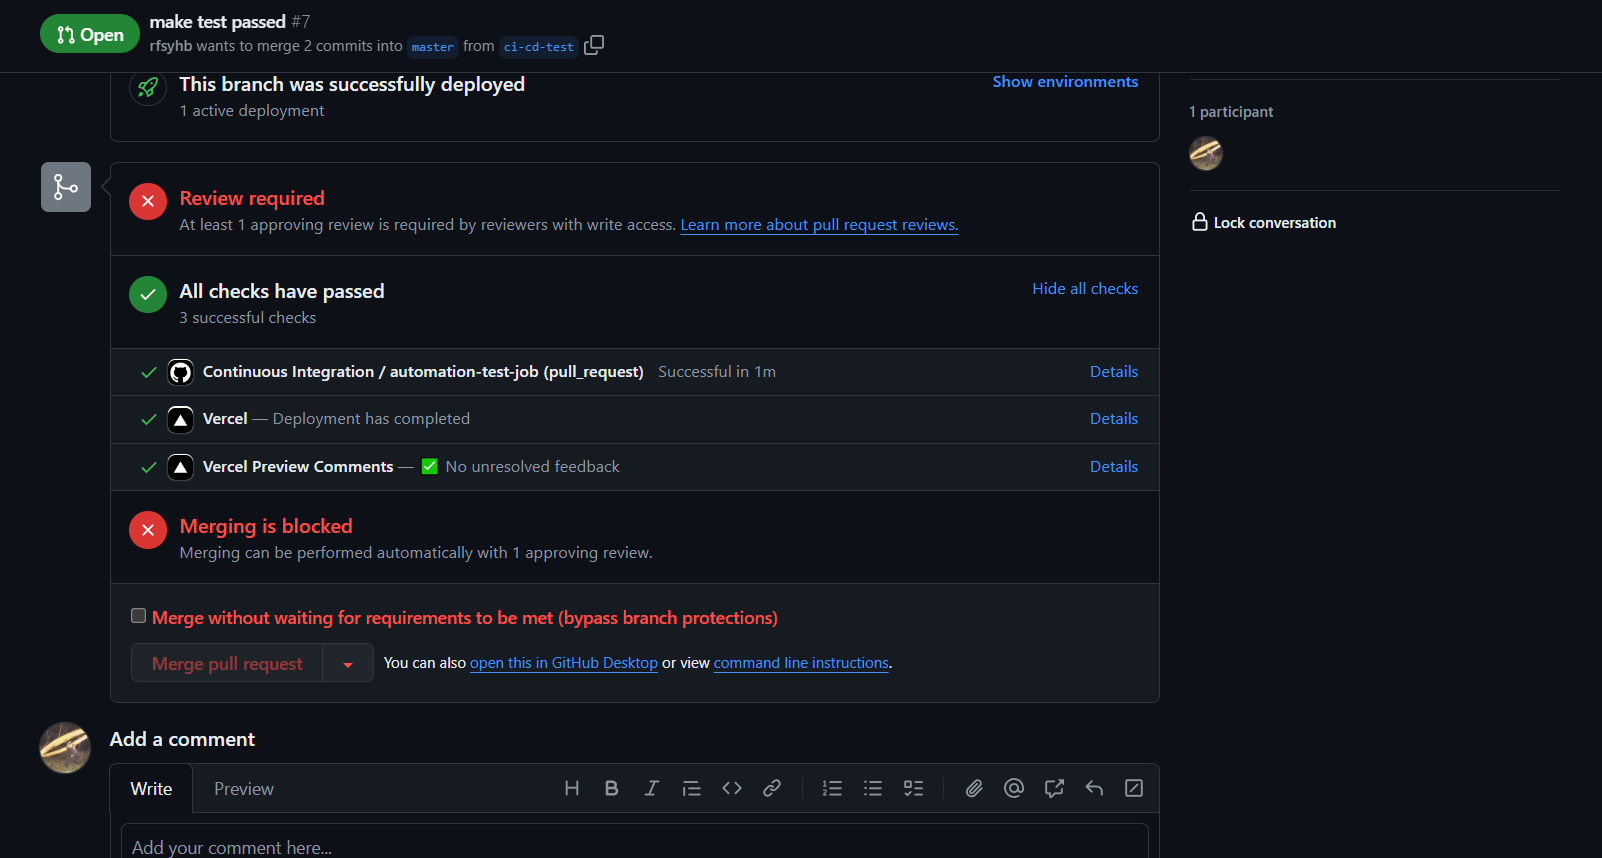 Open
make test passed #7
rfsyhb wants to merge 2 commits into master from ci-cd-test
This branch was successfully deployed
Show environments
1 active deployment
1 participant
Review required
At least 1 approving review is required by reviewers with write access. Learn more about pull request reviews.
Lock conversation
All checks have passed
Hide all checks
3 successful checks
Continuous Integration / automation-test-job (pull_request) Successful in 1m
Details
Vercel — Deployment has completed
Details
Vercel Preview Comments — ✅ No unresolved feedback
Details
Merging is blocked
Merging can be performed automatically with 1 approving review.
Merge without waiting for requirements to be met (bypass branch protections)
Merge pull request
You can also open this in GitHub Desktop or view command line instructions.
Add a comment
Write
Preview
Add your comment here...